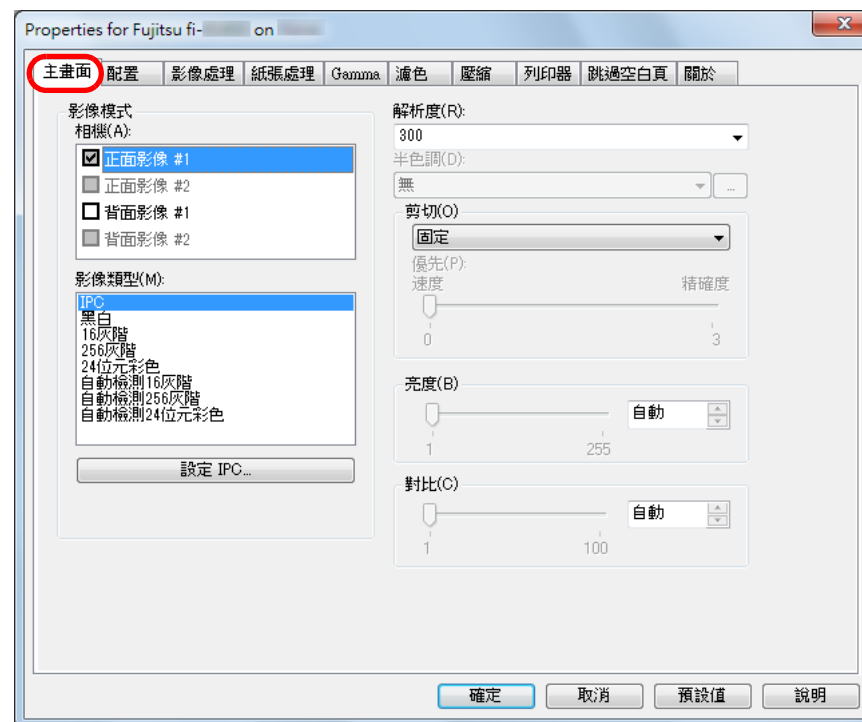 Properties for Fujitsu fi- on
主畫面 配置 影像處理 紙張處理 Gamma 濾色 壓縮 列印器 跳過空白頁 關於
影像模式
相機(A):
正面影像 #1
正面影像 #2
背面影像 #1
背面影像 #2
影像類型(M):
IPC
黑白
16灰階
256灰階
24位元彩色
自動檢測16灰階
自動檢測256灰階
自動檢測24位元彩色
設定 IPC...
解析度(R):
300
半色調(D):
無 ...
剪切(O)
固定
優先(P):
速度 精確度
0 3
亮度(B)
自動
1 255
對比(C)
自動
1 100
確定 取消 預設值 說明